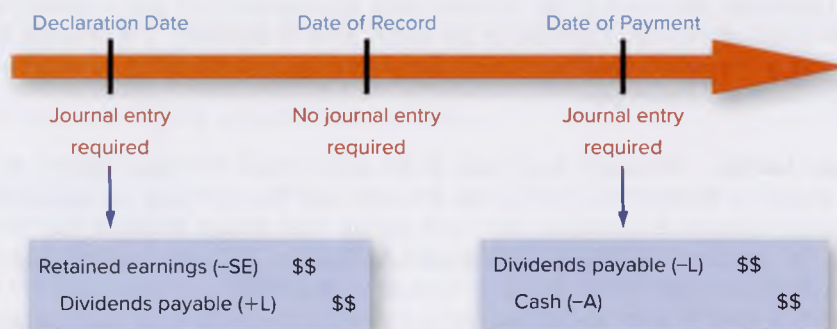 Declaration Date Date of Record Date of Payment
Journal entry No journal entry Journal entry
required required required
Retained earnings (–SE) $$ Dividends payable (–L) $$
Dividends payable (+L) $$ Cash (–A) $$